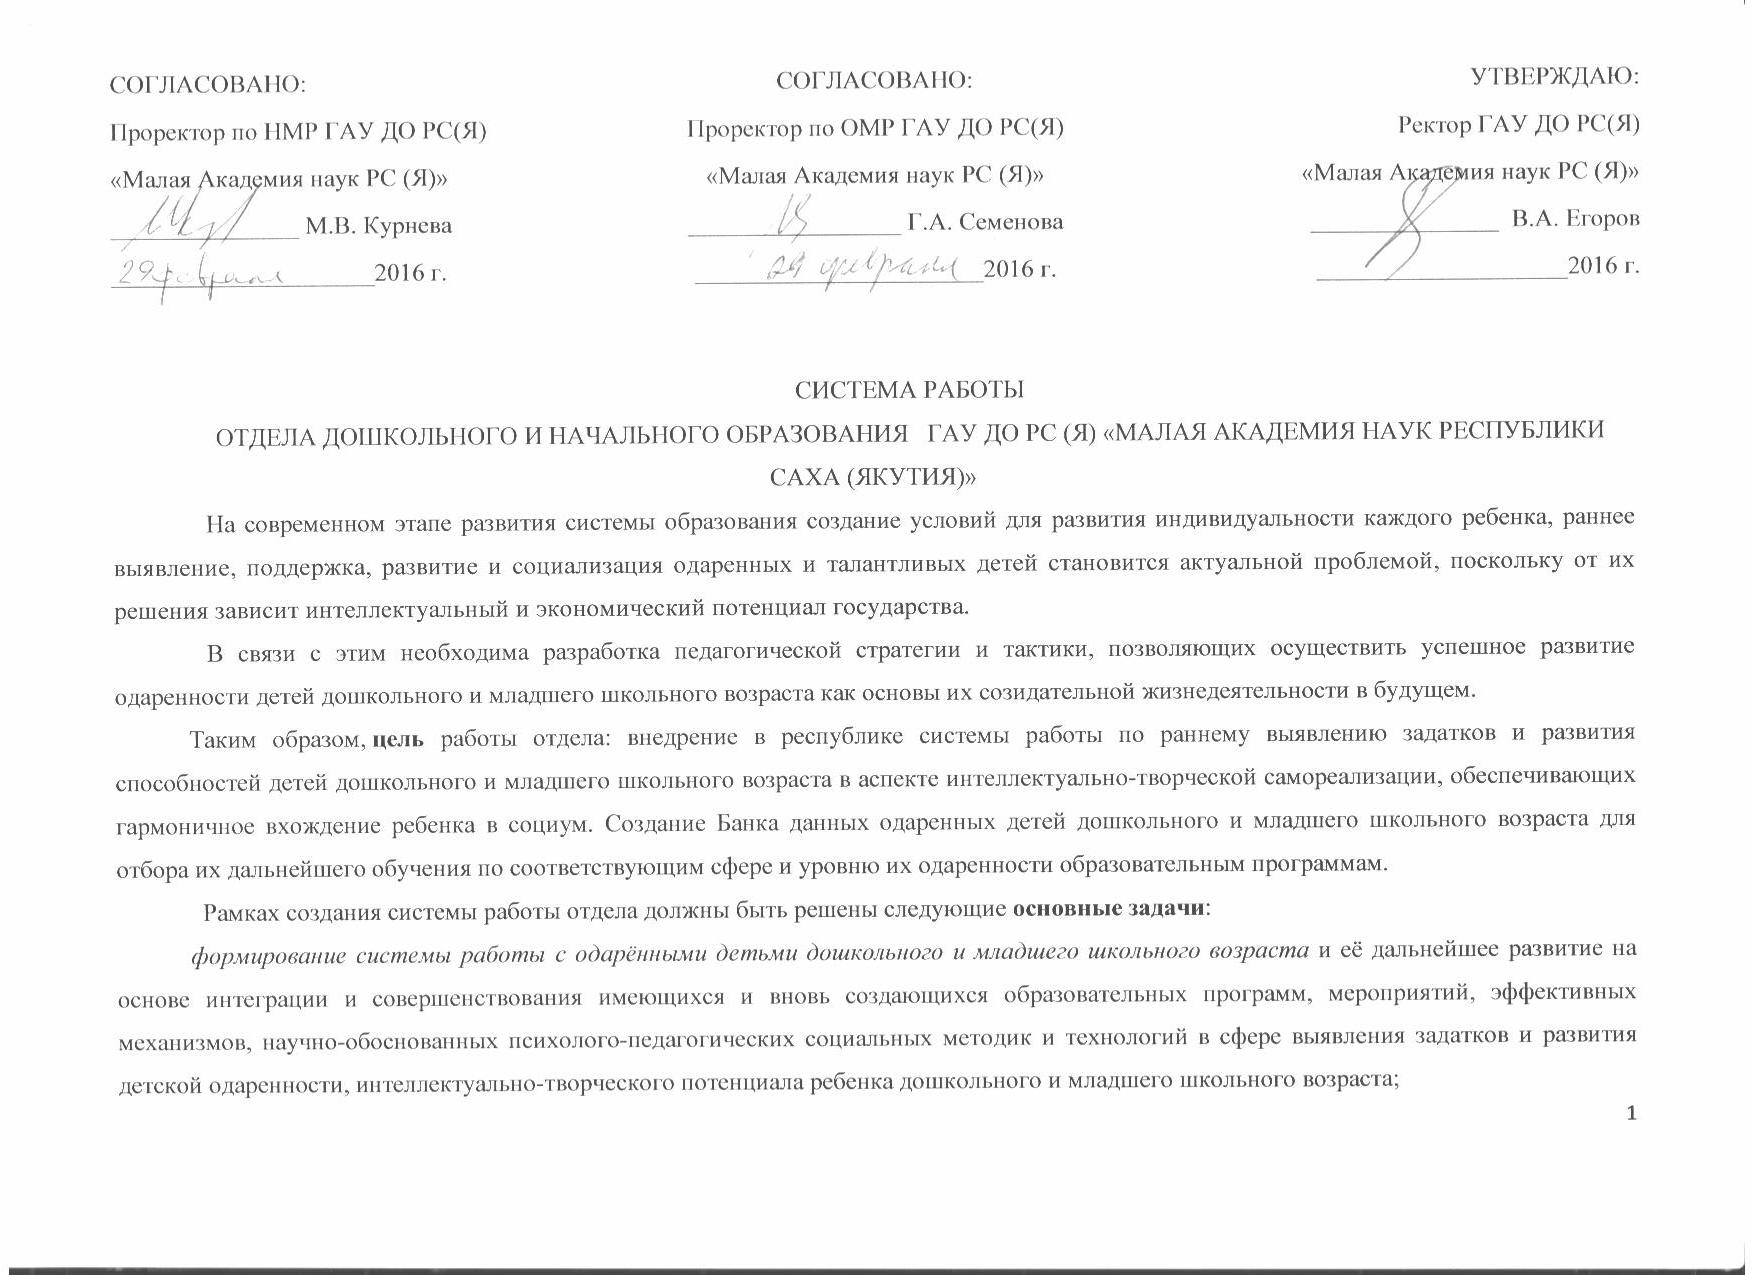 СОГЛАСОВАНО:
Проректор по НМР ГАУ ДО РС(Я)
«Малая Академия наук РС (Я)»
М.В. Курнева
29 февраля 2016 г.
СОГЛАСОВАНО:
Проректор по ОМР ГАУ ДО РС(Я)
«Малая Академия наук РС (Я)»
Г.А. Семенова
29 февраля 2016 г.
УТВЕРЖДАЮ:
Ректор ГАУ ДО РС(Я)
«Малая Академия наук РС (Я)»
В.А. Егоров
2016 г.
СИСТЕМА РАБОТЫ
ОТДЕЛА ДОШКОЛЬНОГО И НАЧАЛЬНОГО ОБРАЗОВАНИЯ ГАУ ДО РС (Я) «МАЛАЯ АКАДЕМИЯ НАУК РЕСПУБЛИКИ
САХА (ЯКУТИЯ)»
На современном этапе развития системы образования создание условий для развития индивидуальности каждого ребенка, раннее
выявление, поддержка, развитие и социализация одаренных и талантливых детей становится актуальной проблемой, поскольку от их
решения зависит интеллектуальный и экономический потенциал государства.
В связи с этим необходима разработка педагогической стратегии и тактики, позволяющих осуществить успешное развитие
одаренности детей дошкольного и младшего школьного возраста как основы их созидательной жизнедеятельности в будущем.
Таким образом, цель работы отдела: внедрение в республике системы работы по раннему выявлению задатков и развития
способностей детей дошкольного и младшего школьного возраста в аспекте интеллектуально-творческой самореализации, обеспечивающих
гармоничное вхождение ребенка в социум. Создание Банка данных одаренных детей дошкольного и младшего школьного возраста для
отбора их дальнейшего обучения по соответствующим сфере и уровню их одаренности образовательным программам.
Рамках создания системы работы отдела должны быть решены следующие основные задачи:
формирование системы работы с одарёнными детьми дошкольного и младшего школьного возраста и её дальнейшее развитие на
основе интеграции и совершенствования имеющихся и вновь создающихся образовательных программ, мероприятий, эффективных
механизмов, научно-обоснованных психолого-педагогических социальных методик и технологий в сфере выявления задатков и развития
детской одаренности, интеллектуально-творческого потенциала ребенка дошкольного и младшего школьного возраста;
1